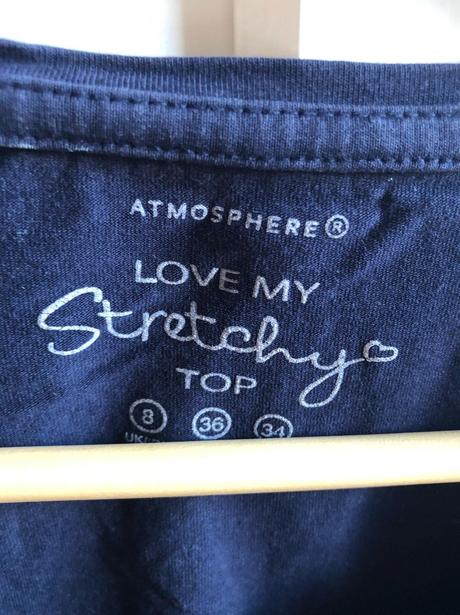 ATMOSPHERE®
LOVE MY
Stretchy
TOP
8 36 34